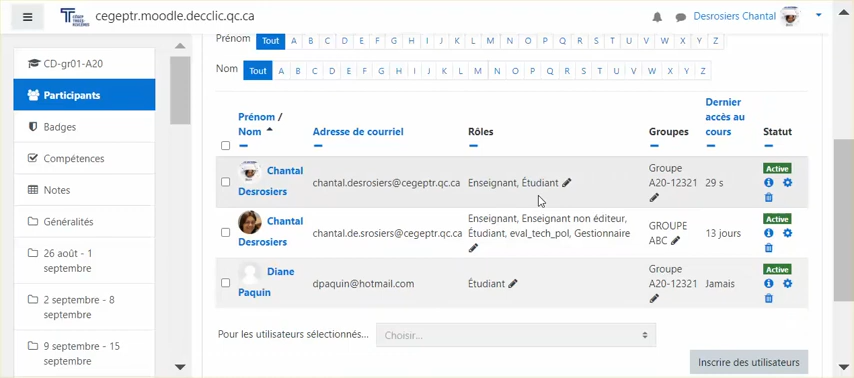 cegeptr.moodle.decclic.qc.ca
Desrosiers Chantal
CD-gr01-A20
Participants
Badges
Compétences
Notes
Généralités
26 août - 1
septembre
2 septembre - 8
septembre
9 septembre - 15
septembre
Prénom Tout A B C D E F G H I J K L M N O P Q R S T U V W X Y Z
Nom Tout A B C D E F G H I J K L M N O P Q R S T U V W X Y Z
Prénom /
Nom
Adresse de courriel
Rôles
Groupes
Dernier
accès au
cours
Statut
Chantal
Desrosiers
chantal.desrosiers@cegeptr.qc.ca
Enseignant, Étudiant
Groupe
A20-12321
29 s
Active
Chantal
Desrosiers
chantal.de.srosiers@cegeptr.qc.ca
Enseignant, Enseignant non éditeur,
Étudiant, eval_tech_pol, Gestionnaire
GROUPE
ABC
13 jours
Active
Diane
Paquin
dpaquin@hotmail.com
Étudiant
Groupe
A20-12321
Jamais
Active
Pour les utilisateurs sélectionnés...
Choisir...
Inscrire des utilisateurs